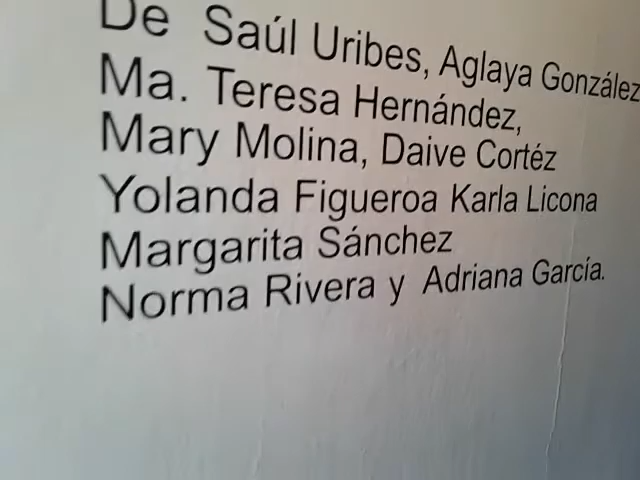 De Saúl Uribes, Aglaya González
Ma. Teresa Hernández,
Mary Molina, Daive Cortéz
Yolanda Figueroa Karla Licona
Margarita Sánchez
Norma Rivera y Adriana García.